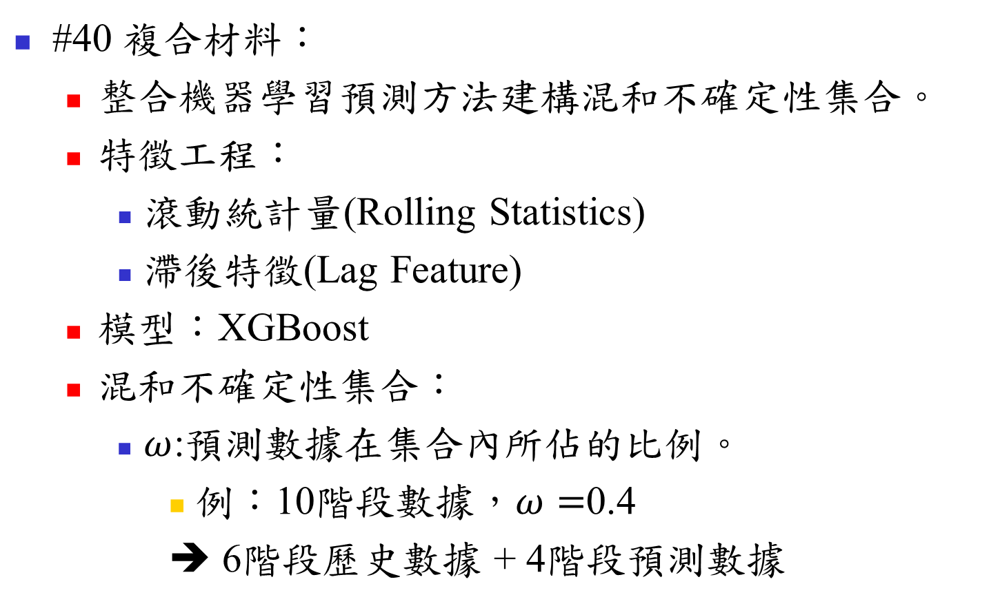 #40 複合材料：
整合機器學習預測方法建構混和不確定性集合。
特徵工程：
滾動統計量(Rolling Statistics)
滯後特徵(Lag Feature)
模型：XGBoost
混和不確定性集合：
ω:預測數據在集合內所佔的比例。
例：10階段數據，ω =0.4
➔ 6階段歷史數據 + 4階段預測數據